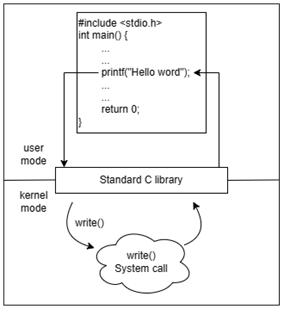 #include <stdio.h>
int main() {
...
...
printf("Hello word");
...
...
return 0;
}
user
mode
Standard C library
kernel
mode
write()
write()
System call